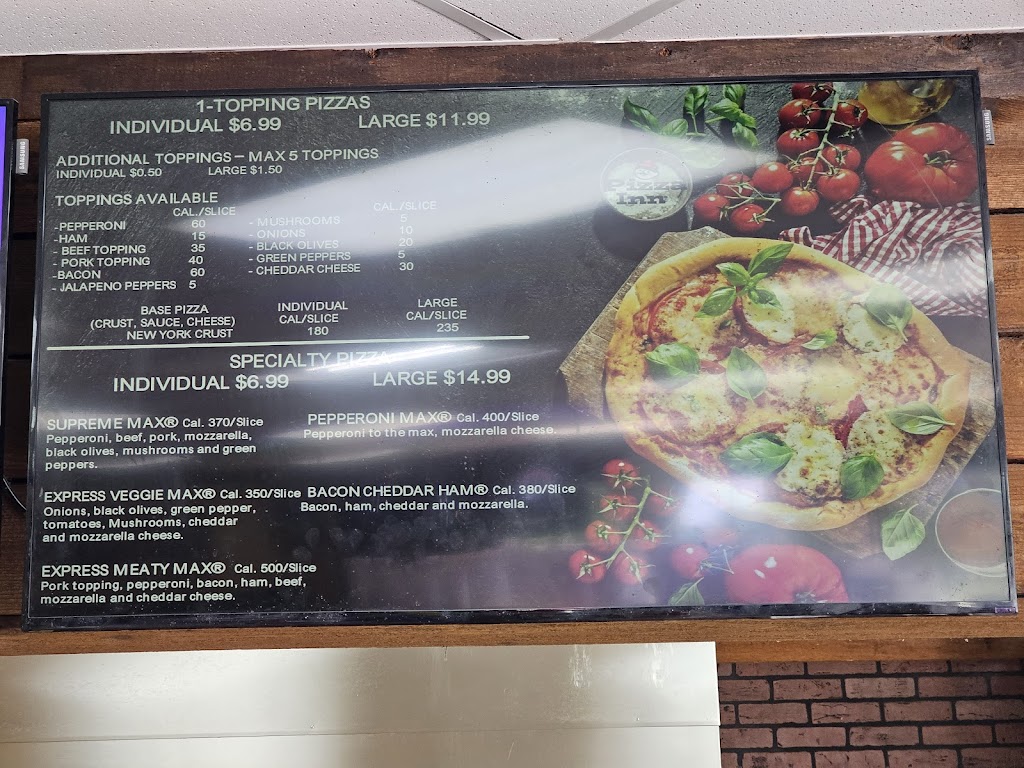 1-TOPPING PIZZAS
INDIVIDUAL $6.99 LARGE $11.99
ADDITIONAL TOPPINGS – MAX 5 TOPPINGS
INDIVIDUAL $0.50 LARGE $1.50
TOPPINGS AVAILABLE
CAL./SLICE
-PEPPERONI 60
-HAM 15
- BEEF TOPPING 35
- PORK TOPPING 40
-BACON 60
- JALAPENO PEPPERS 5
CAL./SLICE
- MUSHROOMS 5
- ONIONS 10
- BLACK OLIVES 20
- GREEN PEPPERS 5
- CHEDDAR CHEESE 30
BASE PIZZA
(CRUST, SAUCE, CHEESE)
NEW YORK CRUST
INDIVIDUAL
CAL/SLICE
180
LARGE
CAL/SLICE
235
SPECIALTY PIZZA
INDIVIDUAL $6.99 LARGE $14.99
SUPREME MAX® Cal. 370/Slice
Pepperoni, beef, pork, mozzarella,
black olives, mushrooms and green
peppers.
PEPPERONI MAX® Cal. 400/Slice
Pepperoni to the max, mozzarella cheese.
EXPRESS VEGGIE MAX® Cal. 350/Slice
Onions, black olives, green pepper,
tomatoes, Mushrooms, cheddar
and mozzarella cheese.
BACON CHEDDAR HAM® Cal. 380/Slice
Bacon, ham, cheddar and mozzarella.
EXPRESS MEATY MAX® Cal. 500/Slice
Pork topping, pepperoni, bacon, ham, beef,
mozzarella and cheddar cheese.
Pizza
Inn
SAMSUNG
SAMSUNG